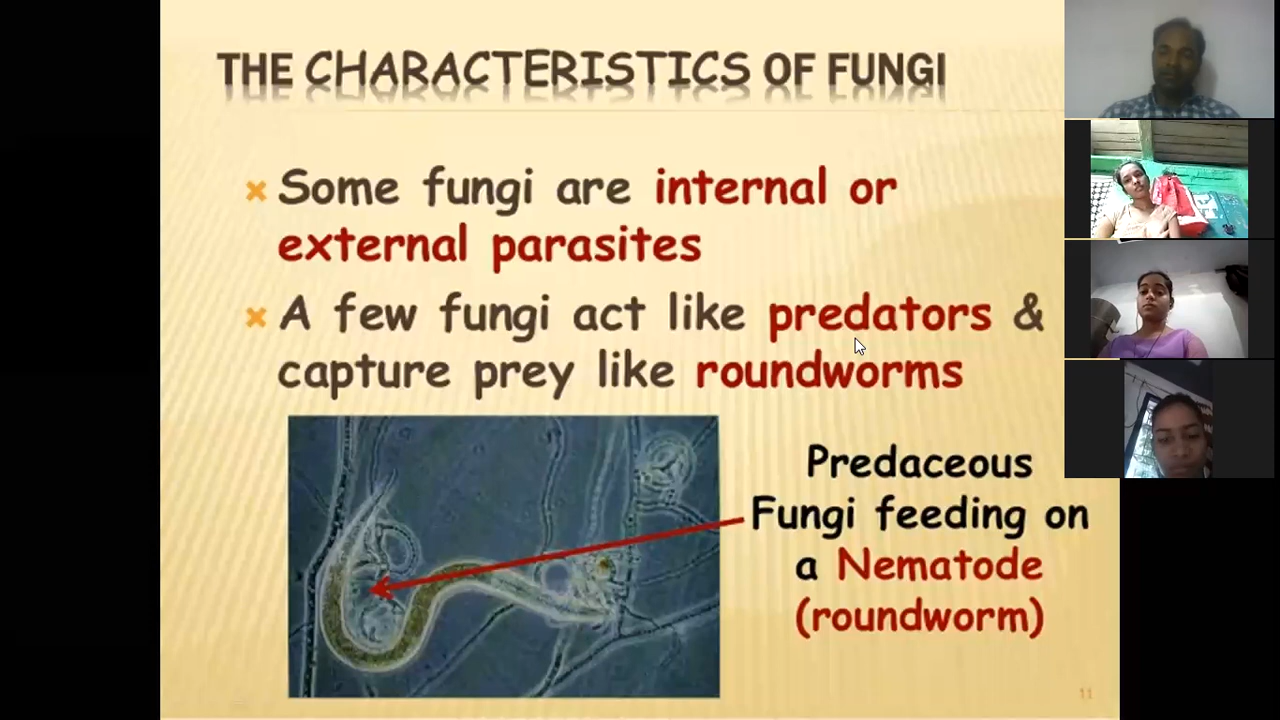 THE CHARACTERISTICS OF FUNGI
Some fungi are internal or
external parasites
A few fungi act like predators &
capture prey like roundworms
Predaceous
Fungi feeding on
a Nematode
(roundworm)
11